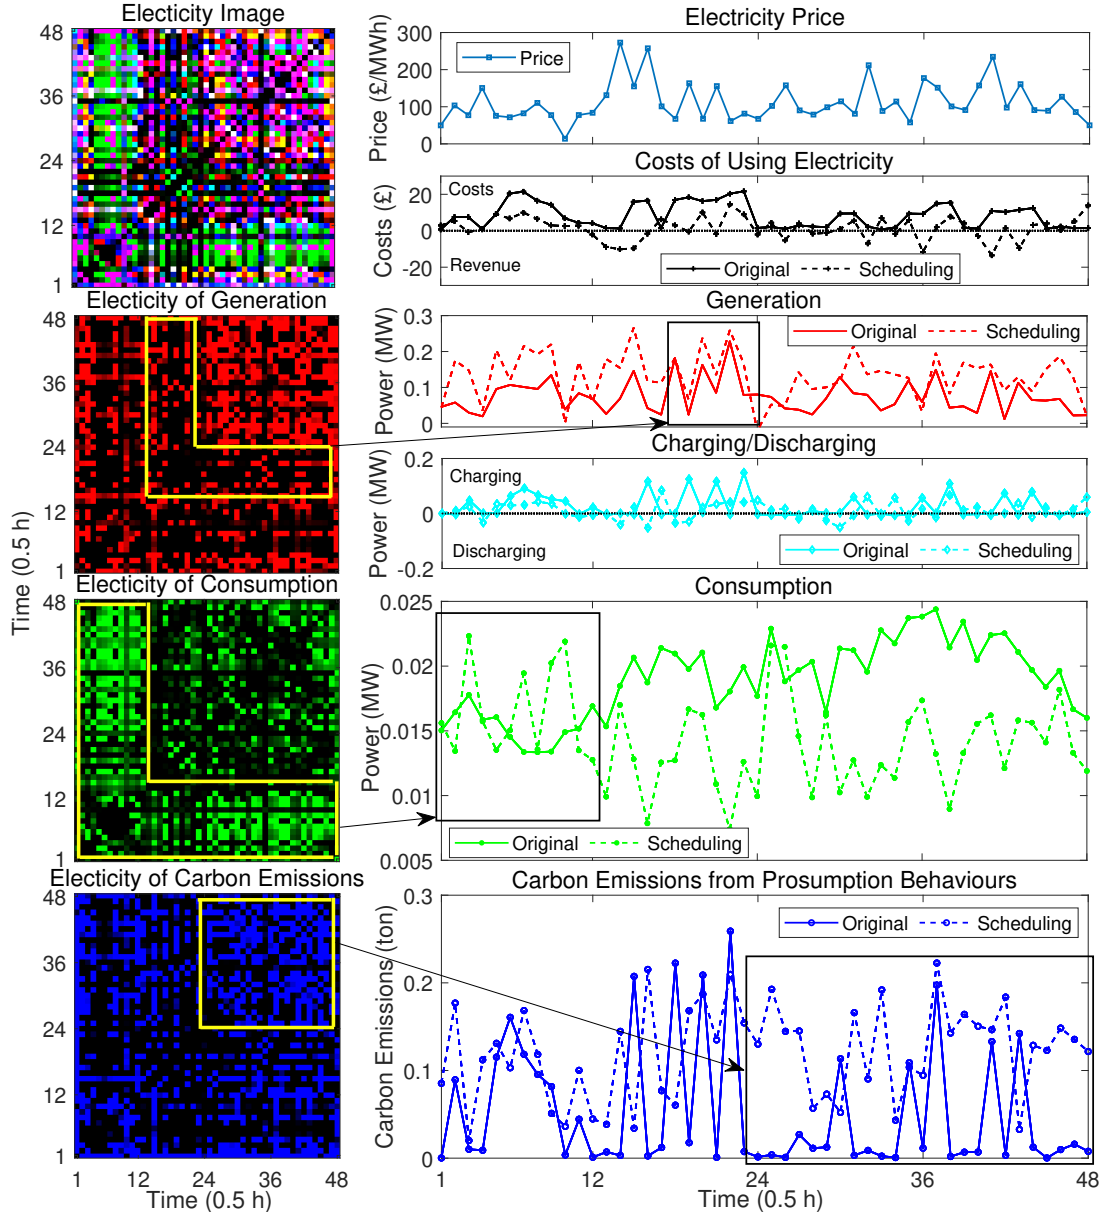 Electicity Image
48
36
24
12
1
Electricity Price
300
200
100
0
Price (£/MWh)
Price
Costs of Using Electricity
20
0
-20
Costs (£)
Costs
Revenue
Original Scheduling
Electicity of Generation
48
36
24
12
1
Generation
0.3
0.2
0.1
0
Power (MW)
Original Scheduling
Charging/Discharging
0.2
0
-0.2
Power (MW)
Charging
Discharging
Original Scheduling
Time (0.5 h)
Electicity of Consumption
48
36
24
12
1
Consumption
0.025
0.02
0.015
0.01
0.005
Power (MW)
Original Scheduling
Electicity of Carbon Emissions
48
36
24
12
1
1 12 24 36 48
Time (0.5 h)
Carbon Emissions from Prosumption Behaviours
0.3
0.2
0.1
0
Carbon Emissions (ton)
Original Scheduling
1 12 24 36 48
Time (0.5 h)